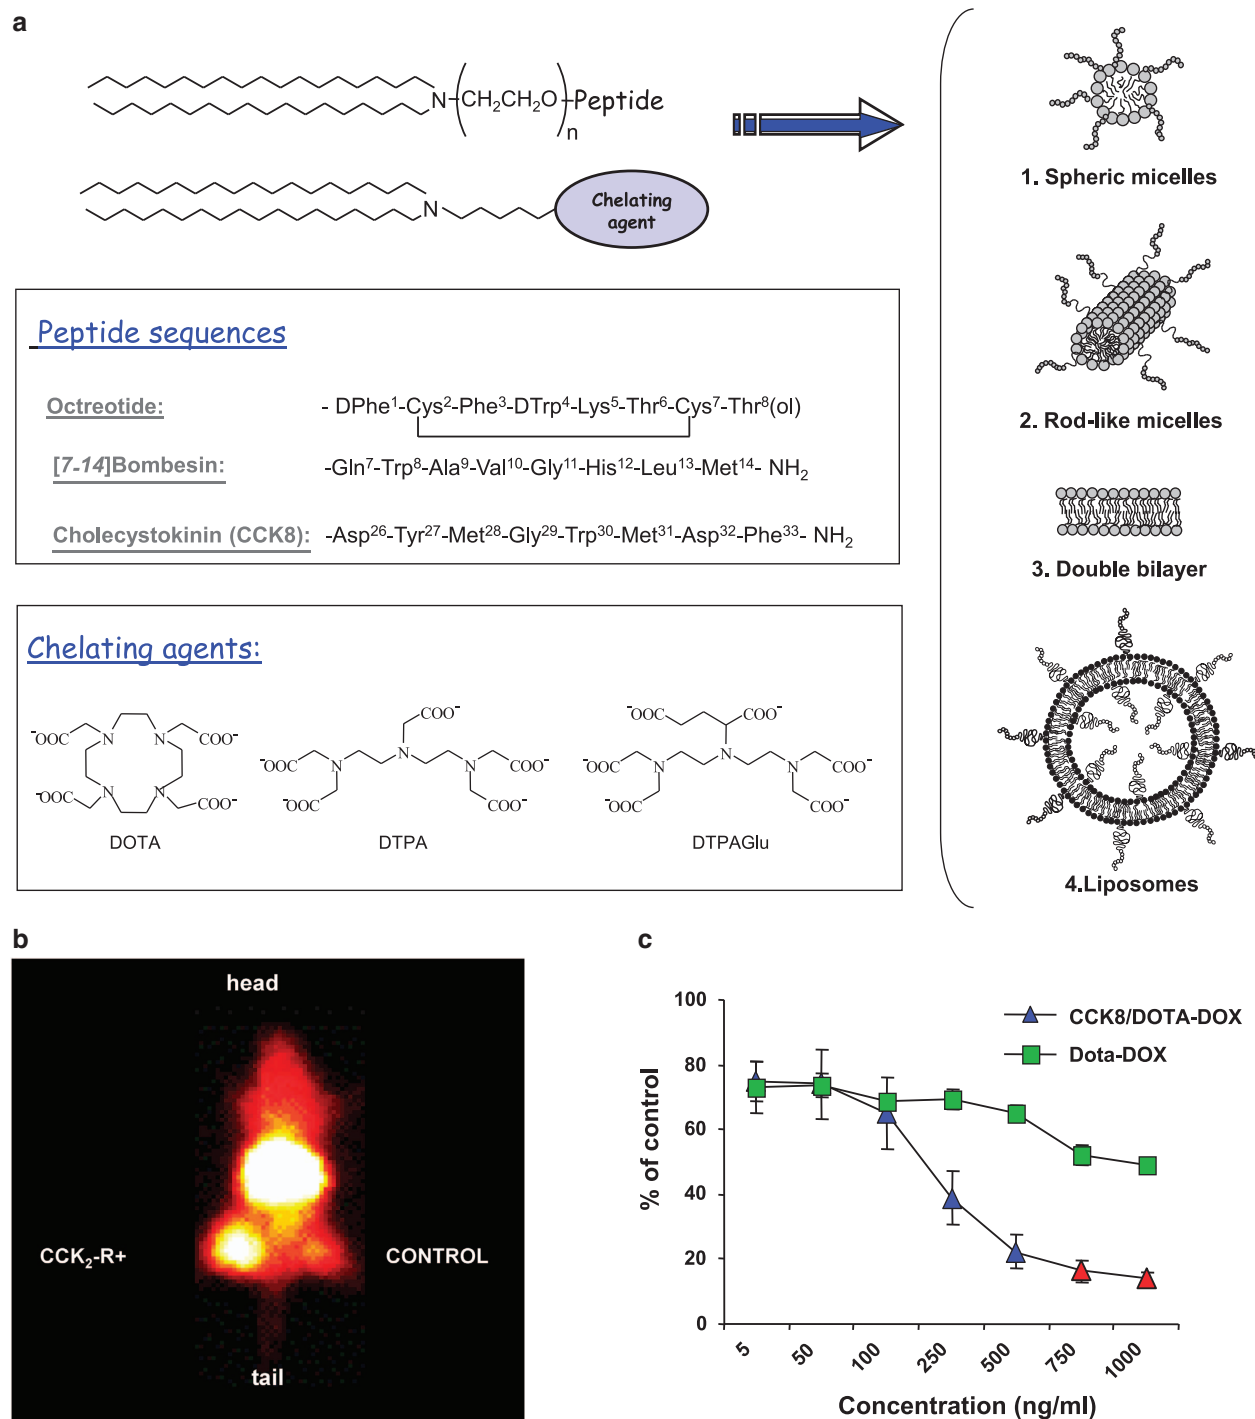 a
N-(CH₂CH₂O)n-Peptide
N
Chelating
agent
1. Spheric micelles
2. Rod-like micelles
3. Double bilayer
4.Liposomes
Peptide sequences
Octreotide: - DPhe¹-Cys²-Phe³-DTrp⁴-Lys⁵-Thr⁶-Cys⁷-Thr⁸(ol)
[7-14]Bombesin: -Gln⁷-Trp⁸-Ala⁹-Val¹⁰-Gly¹¹-His¹²-Leu¹³-Met¹⁴- NH₂
Cholecystokinin (CCK8): -Asp²⁶-Tyr²⁷-Met²⁸-Gly²⁹-Trp³⁰-Met³¹-Asp³²-Phe³³- NH₂
Chelating agents:
⁻OOC N N COO⁻
⁻OOC N N COO⁻
DOTA
COO⁻
N
⁻OOC N N COO⁻
⁻OOC COO⁻
DTPA
⁻OOC COO⁻
N
⁻OOC N N COO⁻
⁻OOC COO⁻
DTPAGlu
b
head
CCK₂-R+
CONTROL
tail
c
% of control
100
80
60
40
20
0
CCK8/DOTA-DOX
Dota-DOX
5 50 100 250 500 750 1000
Concentration (ng/ml)